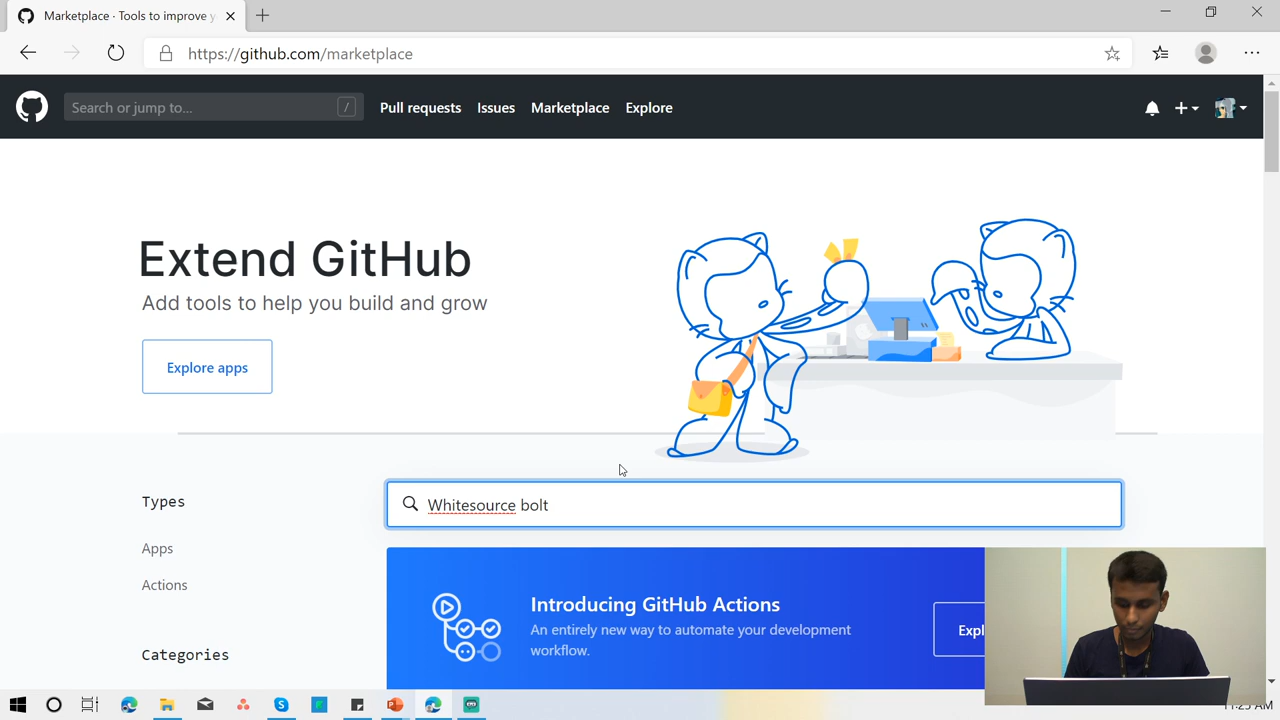 Marketplace · Tools to improve y
https://github.com/marketplace
Search or jump to...
/
Pull requests
Issues
Marketplace
Explore
Extend GitHub
Add tools to help you build and grow
Explore apps
Types
Apps
Actions
Categories
Whitesource bolt
Introducing GitHub Actions
An entirely new way to automate your development
workflow.
Expl